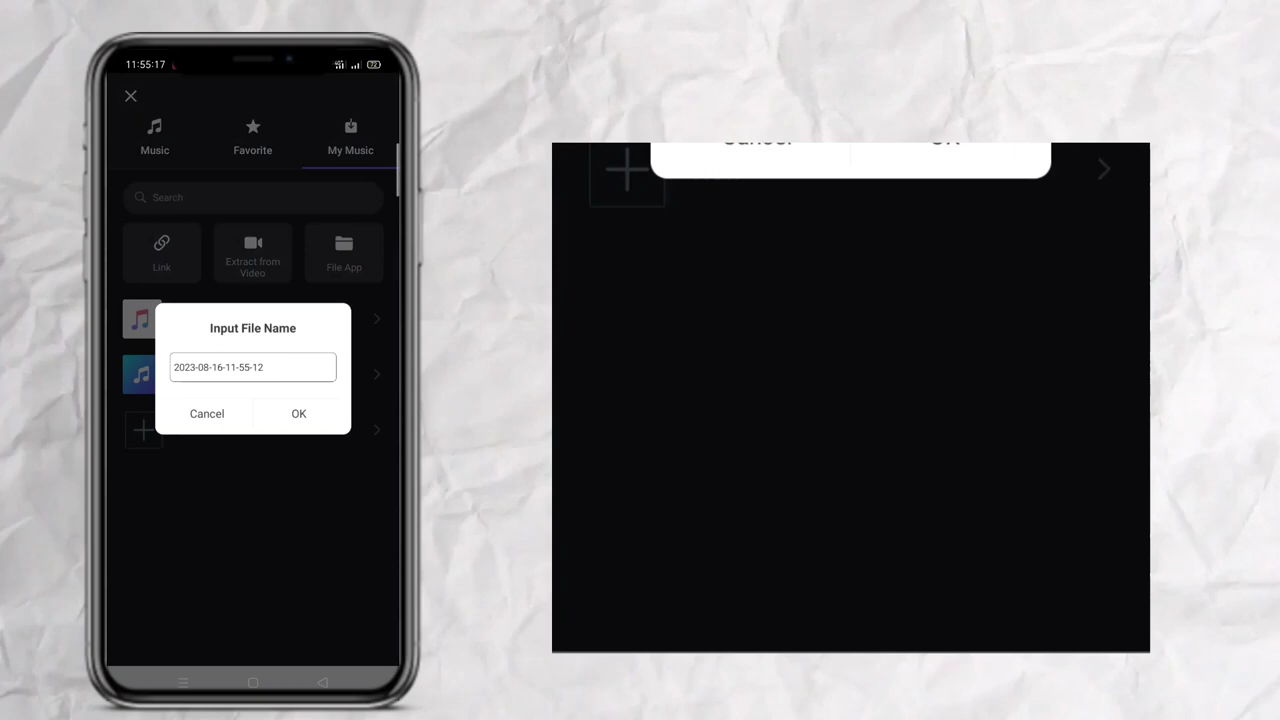 11:55:17
72
Music
Favorite
My Music
Search
Link
Extract from
Video
File App
Input File Name
2023-08-16-11-55-12
Cancel
OK